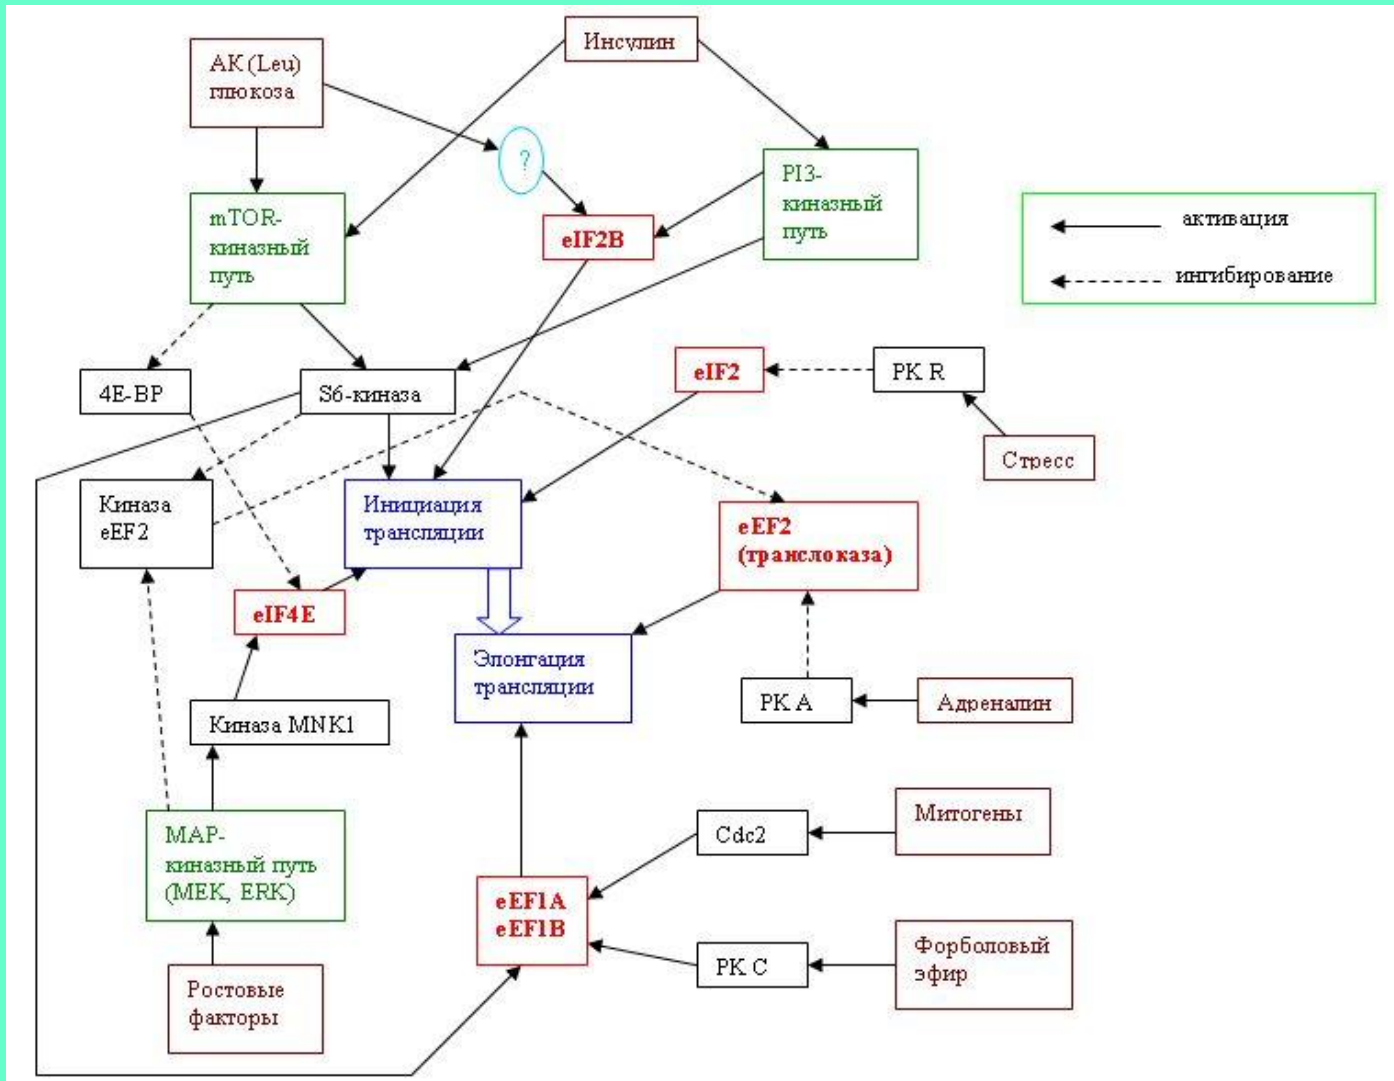 АК (Leu)
глюкоза
Инсулин
?
PI3-
киназный
путь
mTOR-
киназный
путь
eIF2B
активация
ингибирование
4E-BP
S6-киназа
eIF2
PK R
Стресс
Киназа
eEF2
Инициация
трансляции
eEF2
(транслоказа)
eIF4E
Элонгация
трансляции
PK A
Адреналин
Киназа MNK1
MAP-
киназный путь
(MEK, ERK)
Cdc2
Митогены
eEF1A
eEF1B
PK C
Форболовый
эфир
Ростовые
факторы